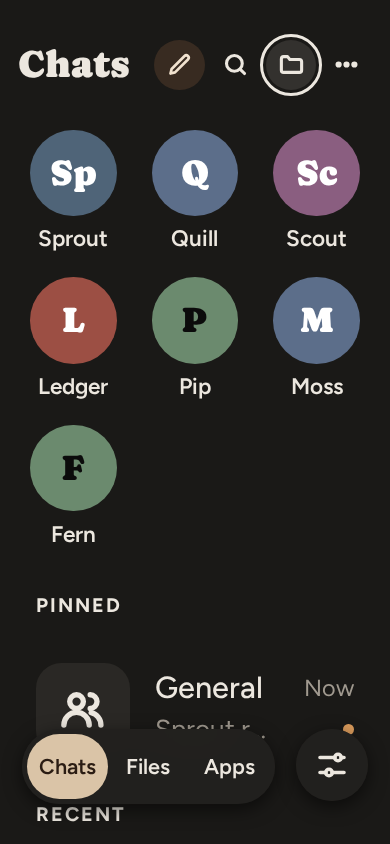 Chats
Sp Q Sc
Sprout Quill Scout
L P M
Ledger Pip Moss
F
Fern
PINNED
General Now
Chats Files Apps
RECENT